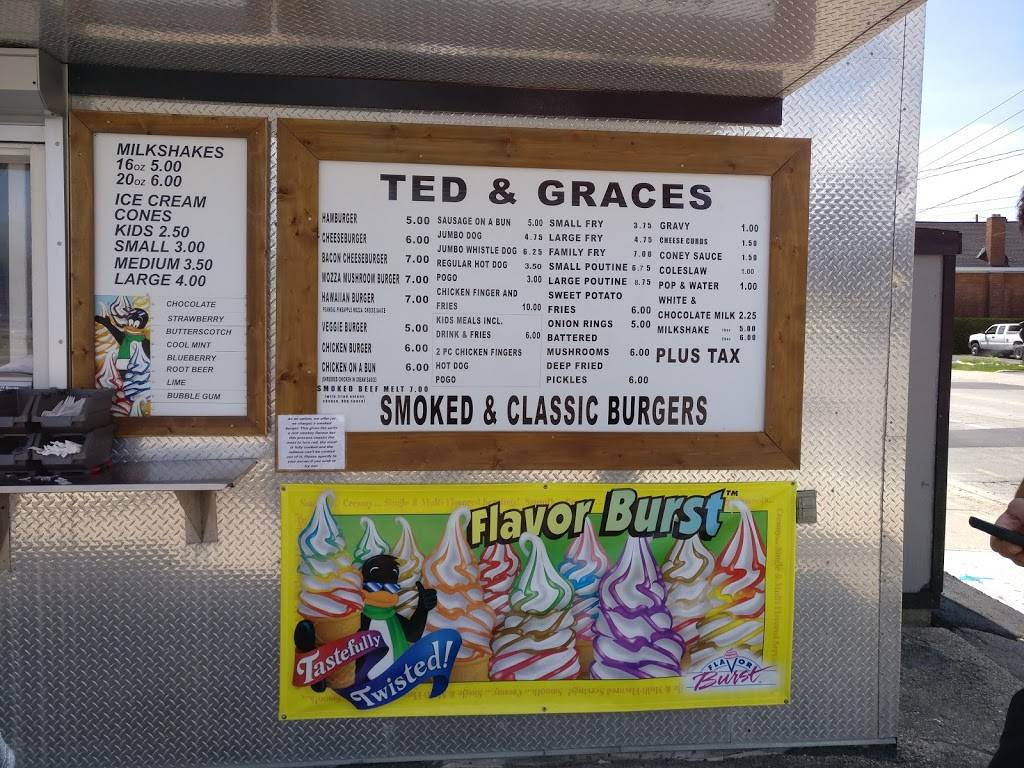 MILKSHAKES
16oz 5.00
20oz 6.00
ICE CREAM
CONES
KIDS 2.50
SMALL 3.00
MEDIUM 3.50
LARGE 4.00
CHOCOLATE
STRAWBERRY
BUTTERSCOTCH
COOL MINT
BLUEBERRY
ROOT BEER
LIME
BUBBLE GUM
TED & GRACES
HAMBURGER 5.00
CHEESEBURGER 6.00
BACON CHEESEBURGER 7.00
MOZZA MUSHROOM BURGER 7.00
HAWAIIAN BURGER 7.00
VEGGIE BURGER 5.00
CHICKEN BURGER 6.00
CHICKEN ON A BUN 6.00
(SHREDDED CHICKEN IN CREAM SAUCE)
SMOKED BEEF MELT 7.00
SAUSAGE ON A BUN 5.00
JUMBO DOG 4.75
JUMBO WHISTLE DOG 6.25
REGULAR HOT DOG 3.50
POGO 3.00
CHICKEN FINGER AND
FRIES 10.00
KIDS MEALS INCL.
DRINK & FRIES 6.00
2 PC CHICKEN FINGERS
HOT DOG
POGO
SMALL FRY 3.75
LARGE FRY 4.75
FAMILY FRY 7.00
SMALL POUTINE 6.75
LARGE POUTINE 8.75
SWEET POTATO
FRIES 6.00
ONION RINGS 5.00
BATTERED
MUSHROOMS 6.00
DEEP FRIED
PICKLES 6.00
GRAVY 1.00
CHEESE CURDS 1.50
CONEY SAUCE 1.50
COLESLAW 1.00
POP & WATER 1.00
WHITE &
CHOCOLATE MILK 2.25
MILKSHAKE 5.00
6.00
PLUS TAX
SMOKED & CLASSIC BURGERS
Flavor Burst™
Tastefully
Twisted!
FLAVOR
Burst